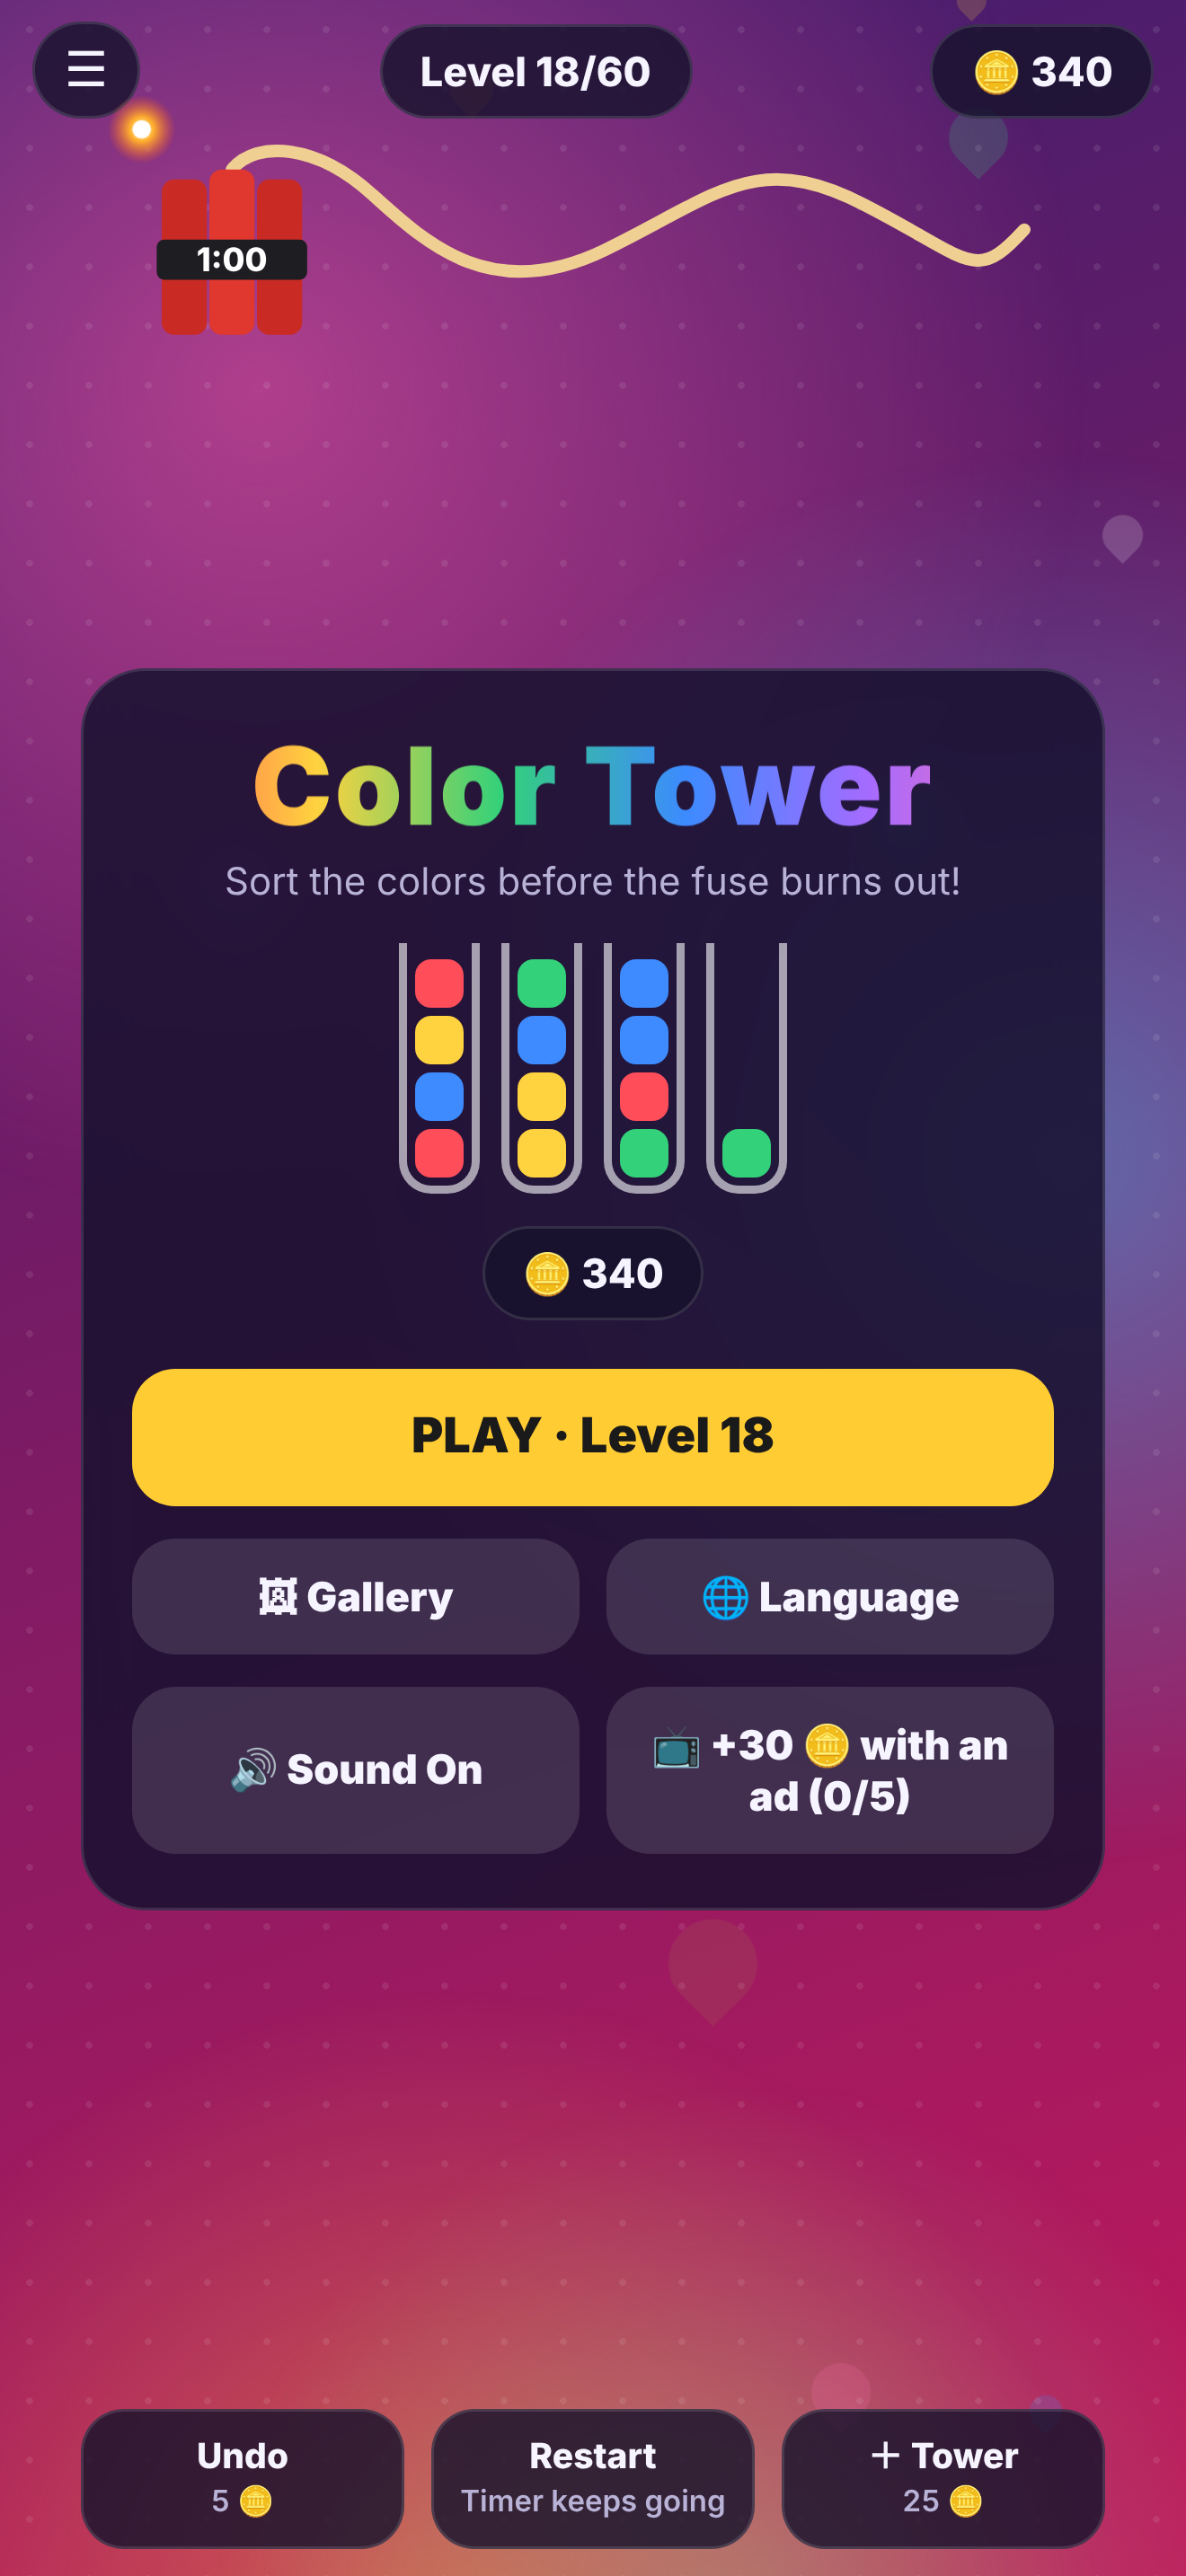 ☰
Level 18/60
🪙 340
1:00
Color Tower
Sort the colors before the fuse burns out!
🪙 340
PLAY · Level 18
🖼 Gallery
🌐 Language
🔊 Sound On
📺 +30 🪙 with an
ad (0/5)
Undo
5 🪙
Restart
Timer keeps going
+ Tower
25 🪙